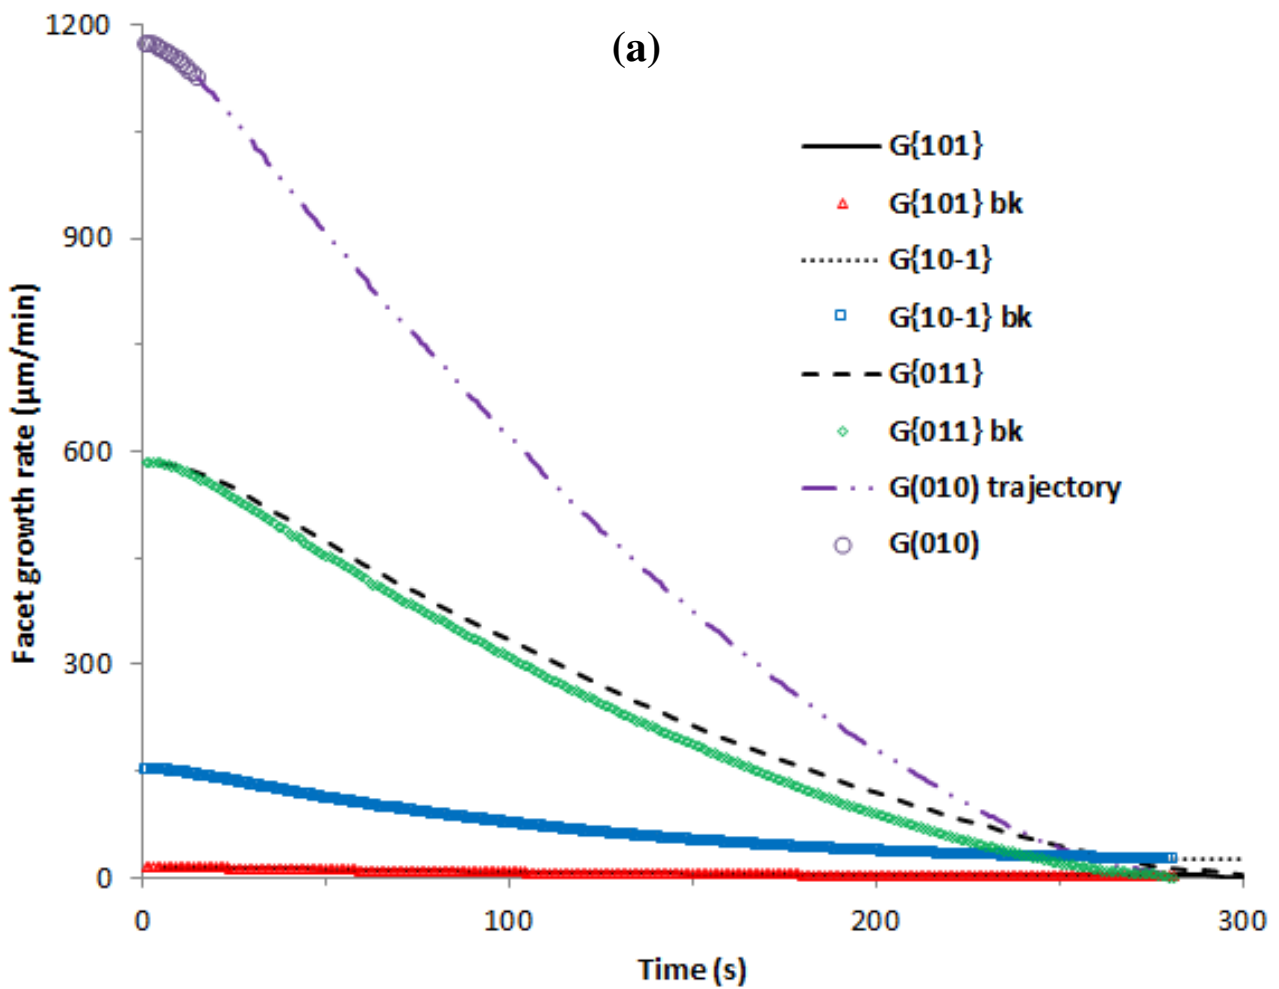 (a)
1200
900
600
300
0
Facet growth rate (µm/min)
G{101}
G{101} bk
G{10-1}
G{10-1} bk
G{011}
G{011} bk
G(010) trajectory
G(010)
0 100 200 300
Time (s)